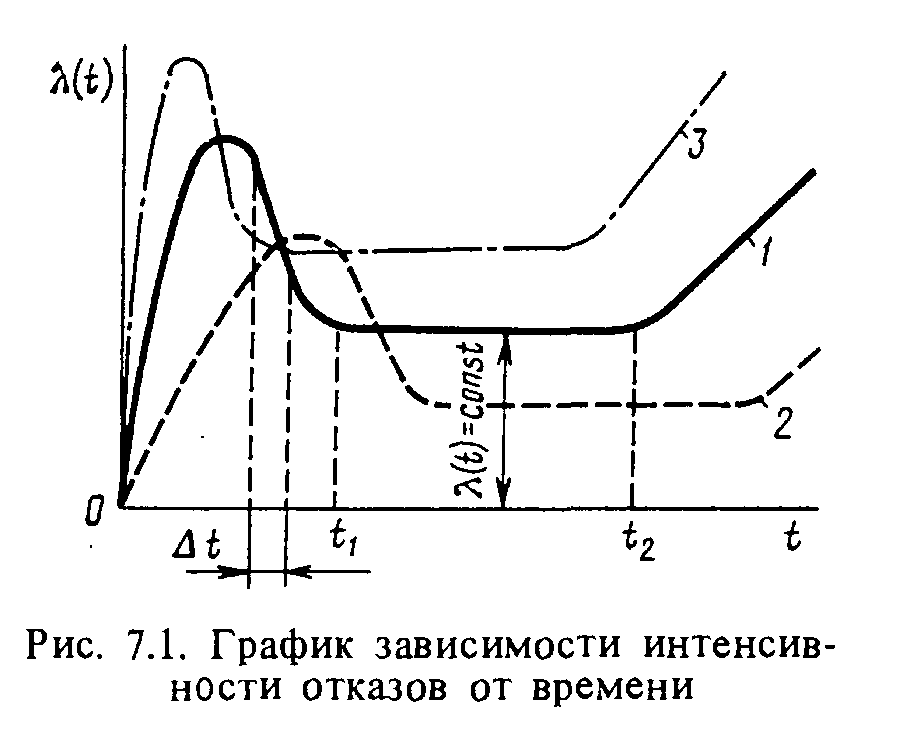 λ(t)
3
1
λ(t)=const
2
0
Δt
t₁
t₂
t
Рис. 7.1. График зависимости интенсив-
ности отказов от времени